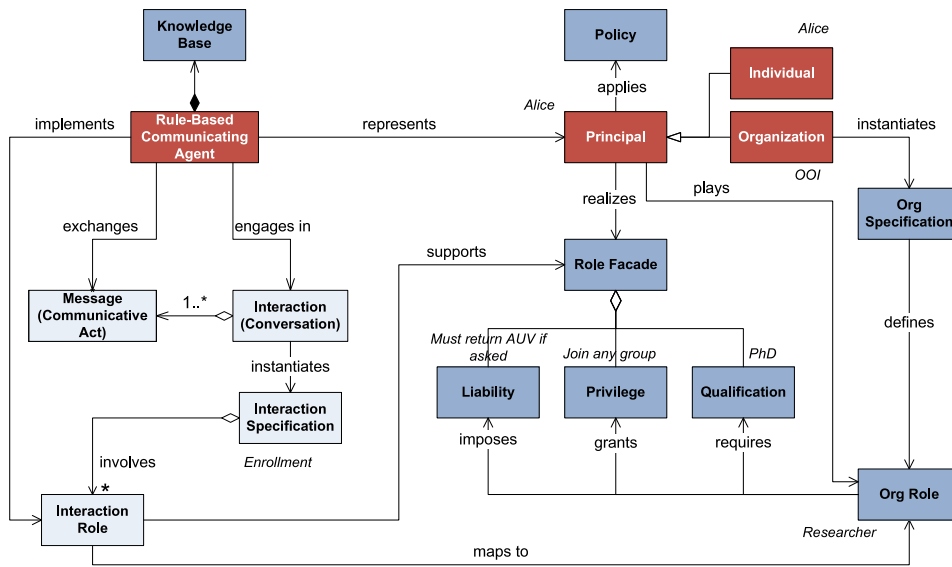 Knowledge
Base
Policy
Alice
Individual
implements
Rule-Based
Communicating
Agent
represents
Alice
applies
Principal
Organization
instantiates
OOI
exchanges
engages in
realizes
plays
Org
Specification
supports
Role Facade
Message
(Communicative
Act)
1..*
Interaction
(Conversation)
defines
instantiates
Must return AUV if
asked
Join any group
PhD
Liability
Privilege
Qualification
Interaction
Specification
imposes
grants
requires
Enrollment
involves
*
Interaction
Role
Org Role
Researcher
maps to